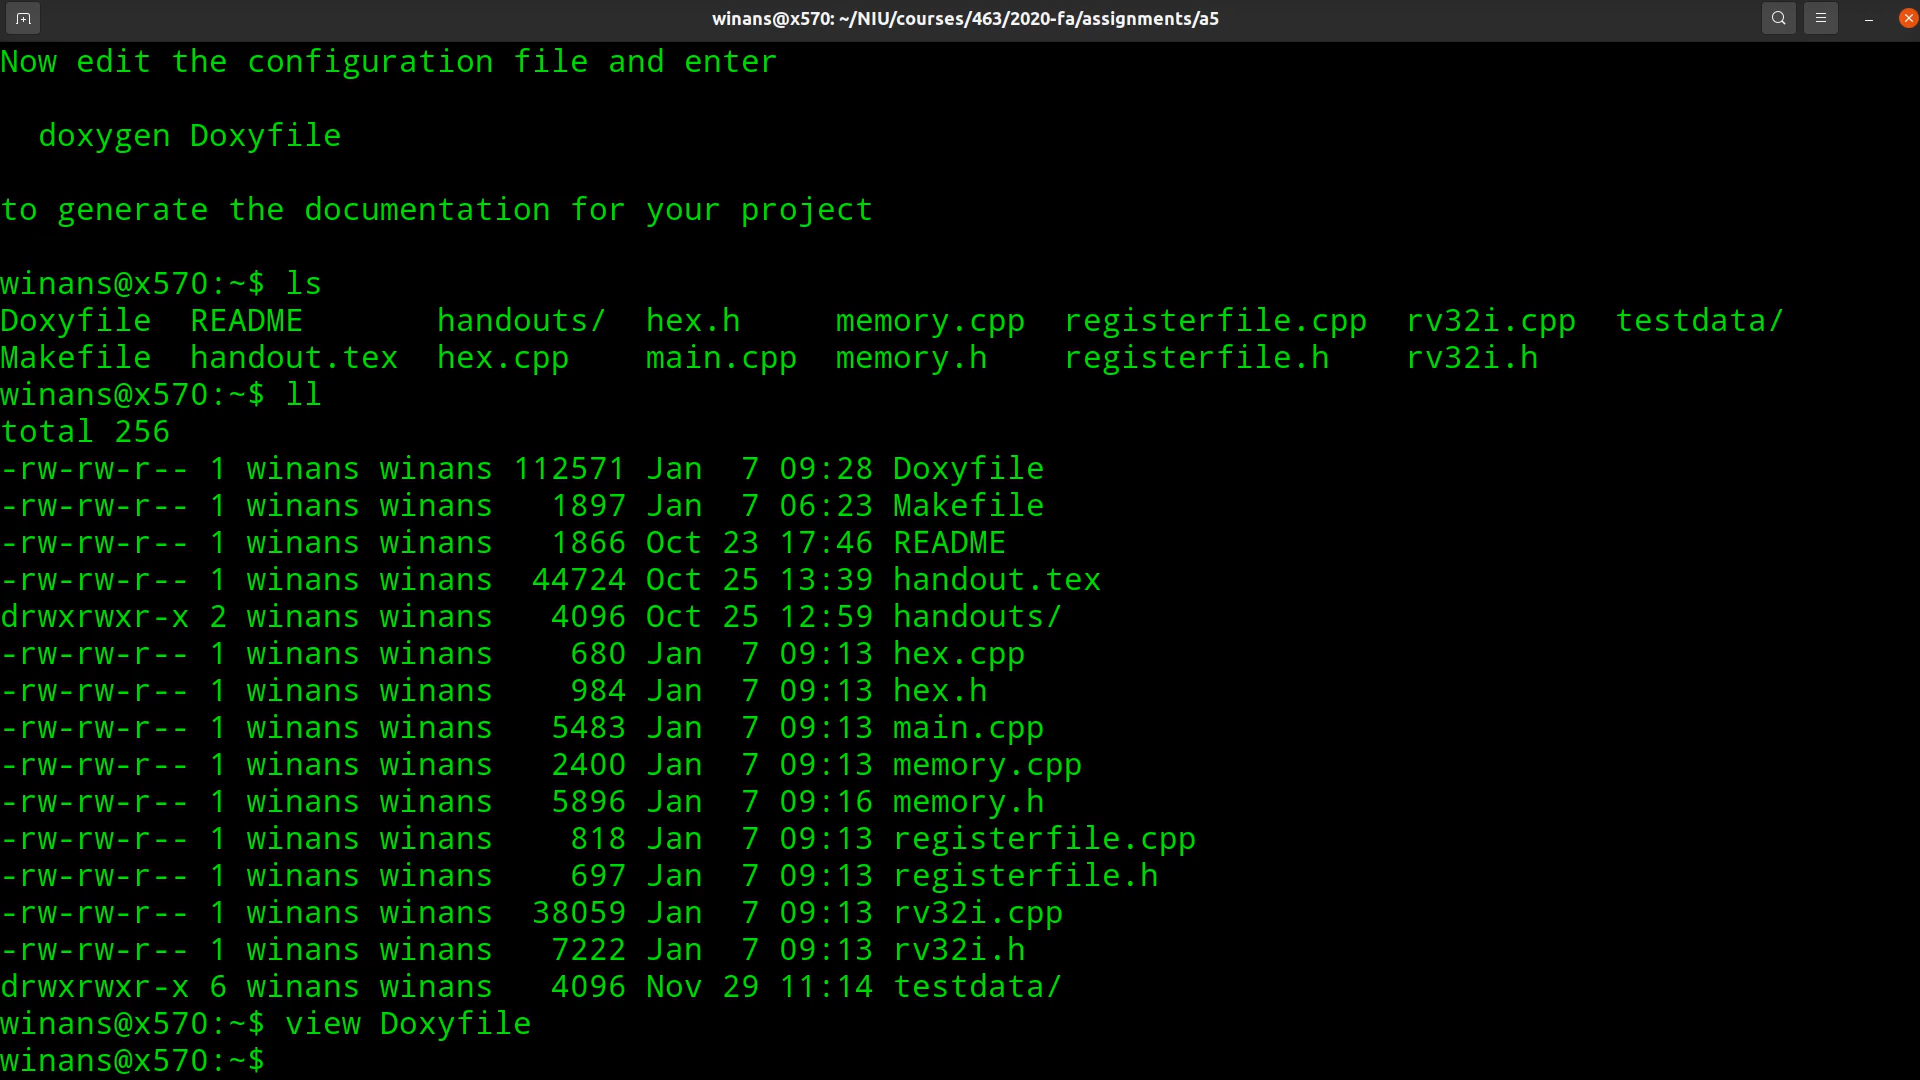 winans@x570: ~/NIU/courses/463/2020-fa/assignments/a5
Now edit the configuration file and enter
  doxygen Doxyfile
to generate the documentation for your project
winans@x570:~$ ls
Doxyfile  README       handouts/  hex.h     memory.cpp  registerfile.cpp  rv32i.cpp  testdata/
Makefile  handout.tex  hex.cpp    main.cpp  memory.h    registerfile.h    rv32i.h
winans@x570:~$ ll
total 256
-rw-rw-r-- 1 winans winans 112571 Jan  7 09:28 Doxyfile
-rw-rw-r-- 1 winans winans   1897 Jan  7 06:23 Makefile
-rw-rw-r-- 1 winans winans   1866 Oct 23 17:46 README
-rw-rw-r-- 1 winans winans  44724 Oct 25 13:39 handout.tex
drwxrwxr-x 2 winans winans   4096 Oct 25 12:59 handouts/
-rw-rw-r-- 1 winans winans    680 Jan  7 09:13 hex.cpp
-rw-rw-r-- 1 winans winans    984 Jan  7 09:13 hex.h
-rw-rw-r-- 1 winans winans   5483 Jan  7 09:13 main.cpp
-rw-rw-r-- 1 winans winans   2400 Jan  7 09:13 memory.cpp
-rw-rw-r-- 1 winans winans   5896 Jan  7 09:16 memory.h
-rw-rw-r-- 1 winans winans    818 Jan  7 09:13 registerfile.cpp
-rw-rw-r-- 1 winans winans    697 Jan  7 09:13 registerfile.h
-rw-rw-r-- 1 winans winans  38059 Jan  7 09:13 rv32i.cpp
-rw-rw-r-- 1 winans winans   7222 Jan  7 09:13 rv32i.h
drwxrwxr-x 6 winans winans   4096 Nov 29 11:14 testdata/
winans@x570:~$ view Doxyfile
winans@x570:~$